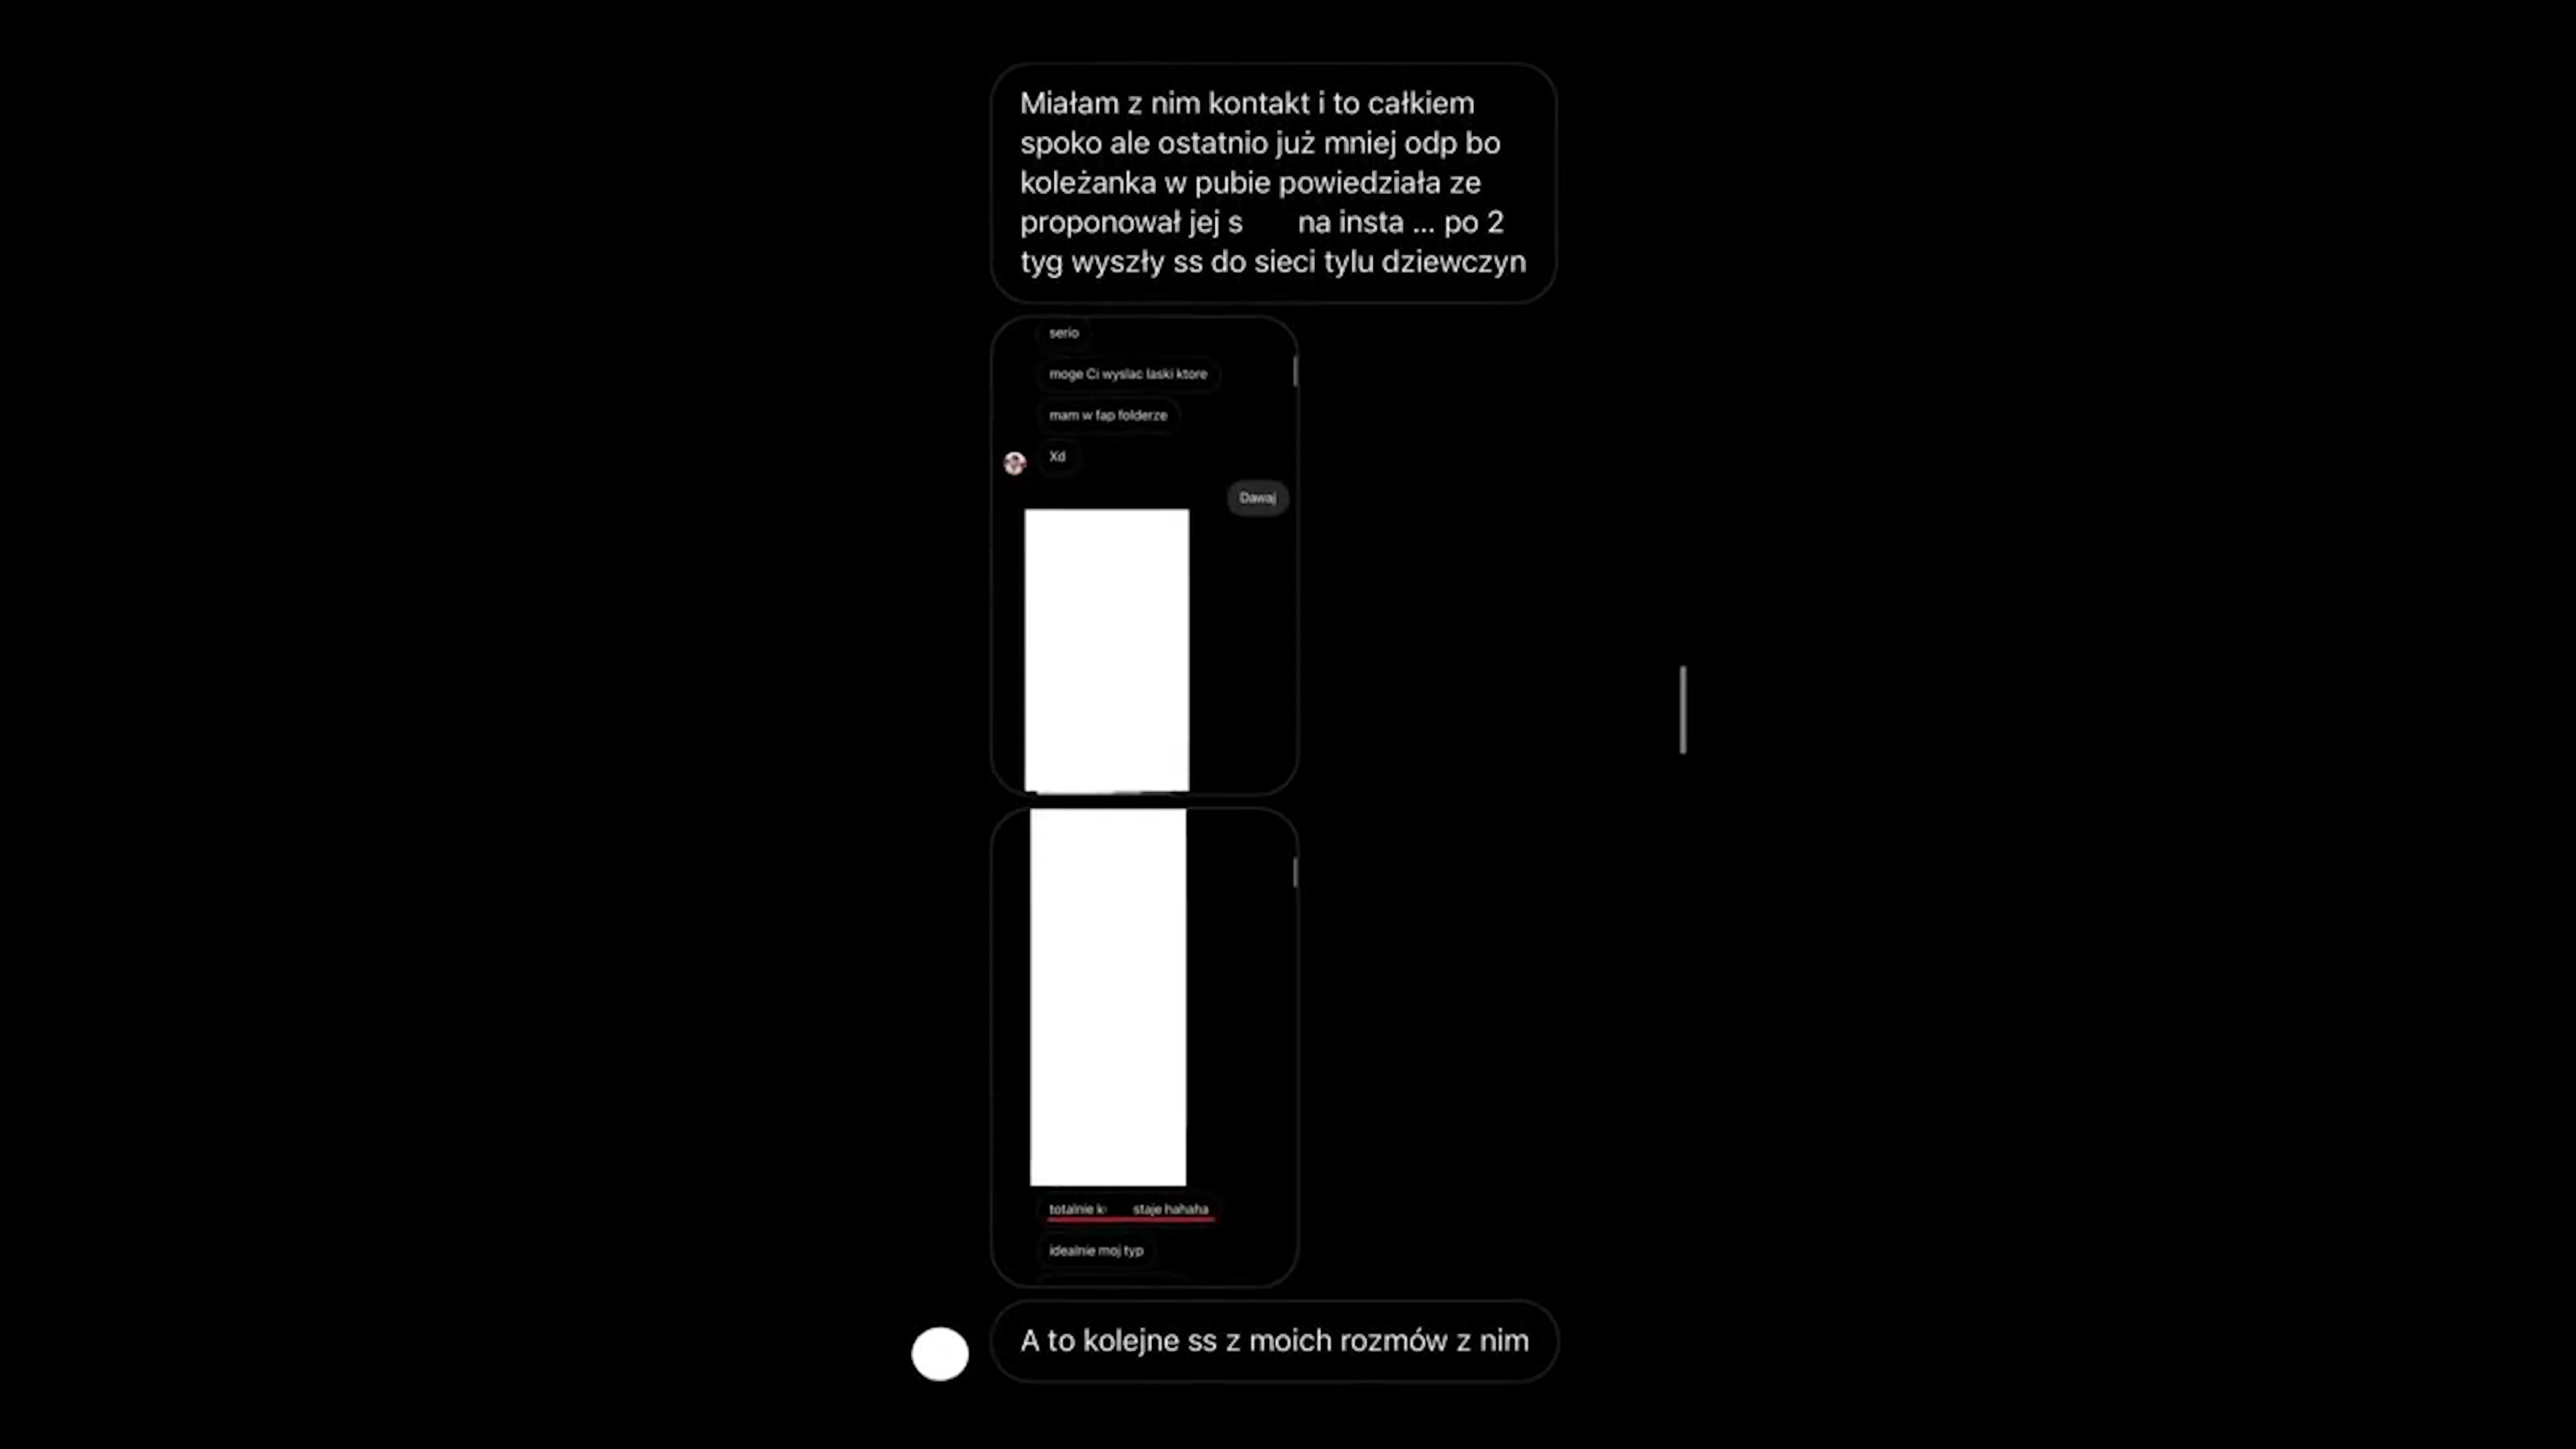 Miałam z nim kontakt i to całkiem
spoko ale ostatnio już mniej odp bo
koleżanka w pubie powiedziała ze
proponował jej s na insta ... po 2
tyg wyszły ss do sieci tylu dziewczyn
serio
moge Ci wyslac laski ktore
mam w fap folderze
Xd
Dawaj
totalnie k staje hahaha
idealnie moj typ
A to kolejne ss z moich rozmów z nim